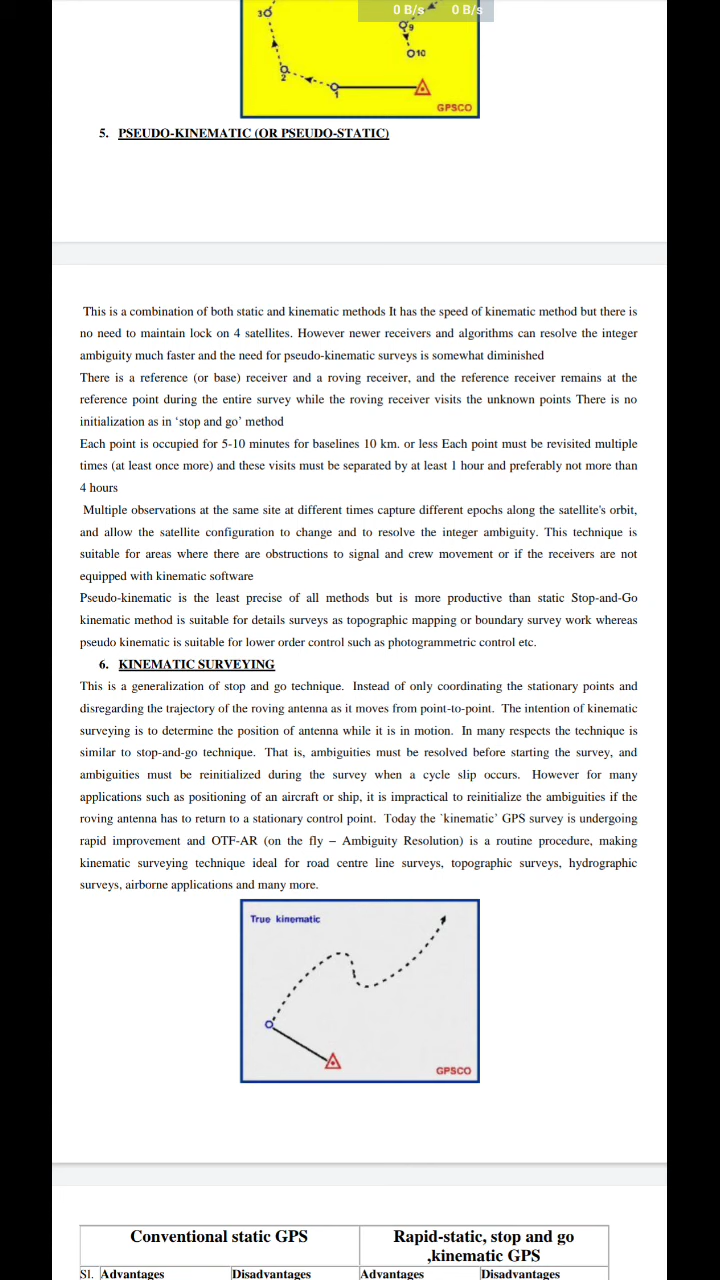 0 B/s 0 B/s
3
9
10
2
1
GPSCO
5. PSEUDO-KINEMATIC (OR PSEUDO-STATIC)
This is a combination of both static and kinematic methods It has the speed of kinematic method but there is
no need to maintain lock on 4 satellites. However newer receivers and algorithms can resolve the integer
ambiguity much faster and the need for pseudo-kinematic surveys is somewhat diminished
There is a reference (or base) receiver and a roving receiver, and the reference receiver remains at the
reference point during the entire survey while the roving receiver visits the unknown points There is no
initialization as in ‘stop and go’ method
Each point is occupied for 5-10 minutes for baselines 10 km. or less Each point must be revisited multiple
times (at least once more) and these visits must be separated by at least 1 hour and preferably not more than
4 hours
Multiple observations at the same site at different times capture different epochs along the satellite's orbit,
and allow the satellite configuration to change and to resolve the integer ambiguity. This technique is
suitable for areas where there are obstructions to signal and crew movement or if the receivers are not
equipped with kinematic software
Pseudo-kinematic is the least precise of all methods but is more productive than static Stop-and-Go
kinematic method is suitable for details surveys as topographic mapping or boundary survey work whereas
pseudo kinematic is suitable for lower order control such as photogrammetric control etc.
6. KINEMATIC SURVEYING
This is a generalization of stop and go technique. Instead of only coordinating the stationary points and
disregarding the trajectory of the roving antenna as it moves from point-to-point. The intention of kinematic
surveying is to determine the position of antenna while it is in motion. In many respects the technique is
similar to stop-and-go technique. That is, ambiguities must be resolved before starting the survey, and
ambiguities must be reinitialized during the survey when a cycle slip occurs. However for many
applications such as positioning of an aircraft or ship, it is impractical to reinitialize the ambiguities if the
roving antenna has to return to a stationary control point. Today the `kinematic’ GPS survey is undergoing
rapid improvement and OTF-AR (on the fly – Ambiguity Resolution) is a routine procedure, making
kinematic surveying technique ideal for road centre line surveys, topographic surveys, hydrographic
surveys, airborne applications and many more.
True kinematic
GPSCO
Conventional static GPS
Rapid-static, stop and go
,kinematic GPS
Sl. Advantages Disadvantages Advantages Disadvantages